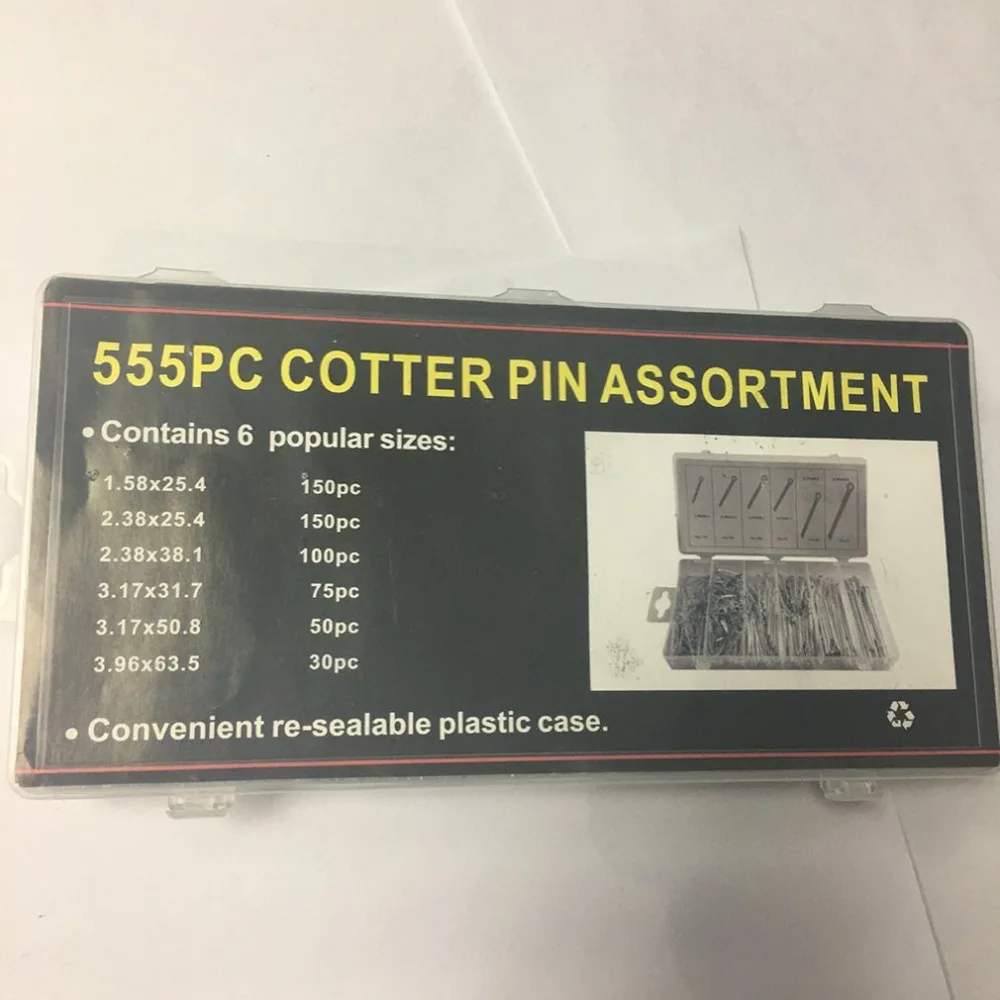 555PC COTTER PIN ASSORTMENT
• Contains 6 popular sizes:
1.58x25.4 150pc
2.38x25.4 150pc
2.38x38.1 100pc
3.17x31.7 75pc
3.17x50.8 50pc
3.96x63.5 30pc
• Convenient re-sealable plastic case.